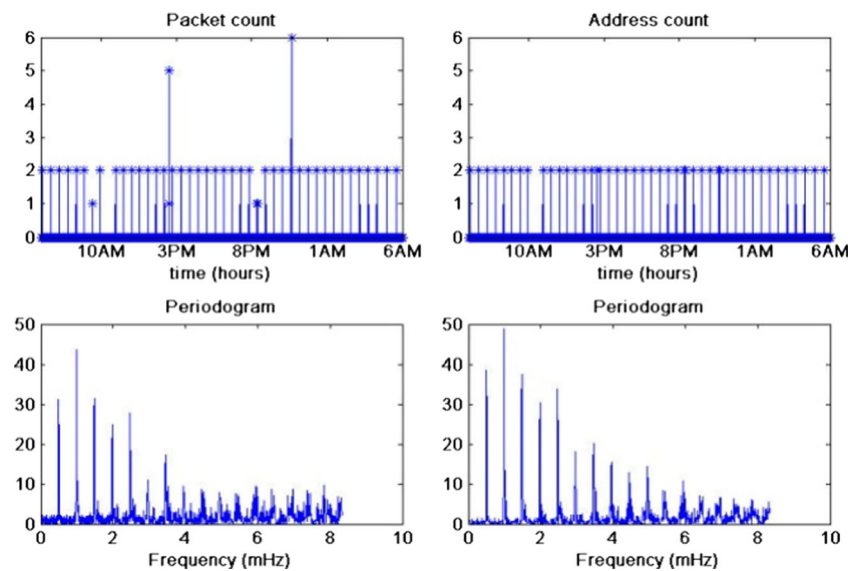 Packet count
6
5
4
3
2
1
0
10AM 3PM 8PM 1AM 6AM
time (hours)
Address count
6
5
4
3
2
1
0
10AM 3PM 8PM 1AM 6AM
time (hours)
Periodogram
50
40
30
20
10
0
0 2 4 6 8 10
Frequency (mHz)
Periodogram
50
40
30
20
10
0
0 2 4 6 8 10
Frequency (mHz)